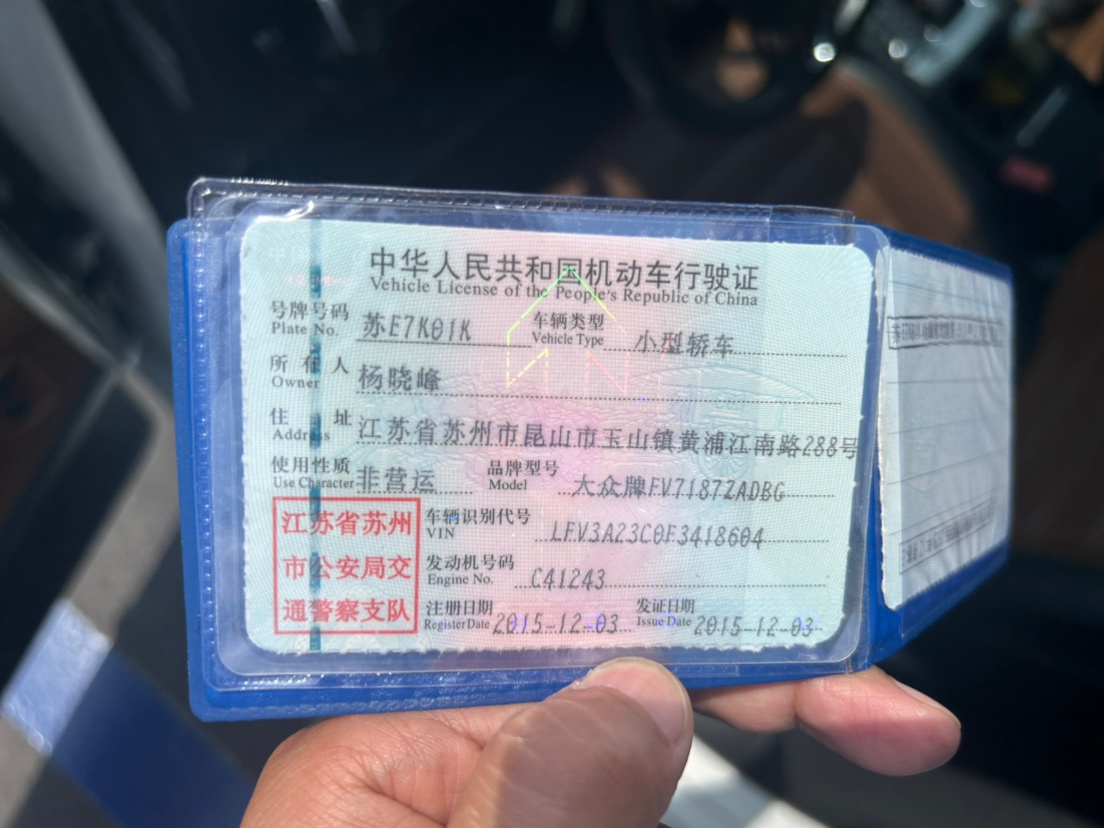 中华人民共和国机动车行驶证
Vehicle License of the People's Republic of China
号牌号码 苏E7K01K 车辆类型 小型轿车
Plate No. Vehicle Type
所有人 杨晓峰
Owner
住址 江苏省苏州市昆山市玉山镇黄浦江南路288号
Address
使用性质 非营运 品牌型号 大众牌FV7187ZADBG
Use Character Model
江苏省苏州
市公安局交
通警察支队
车辆识别代号 LFV3A23C0F3418604
VIN
发动机号码 C41243
Engine No.
注册日期 2015-12-03 发证日期 2015-12-03
Register Date Issue Date